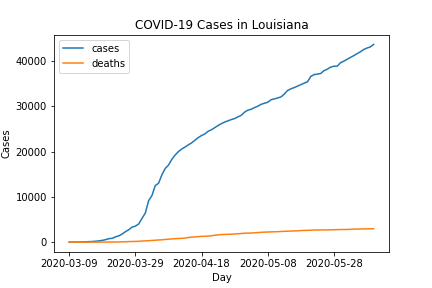 COVID-19 Cases in Louisiana
cases
deaths
40000
30000
20000
10000
0
Cases
2020-03-09 2020-03-29 2020-04-18 2020-05-08 2020-05-28
Day